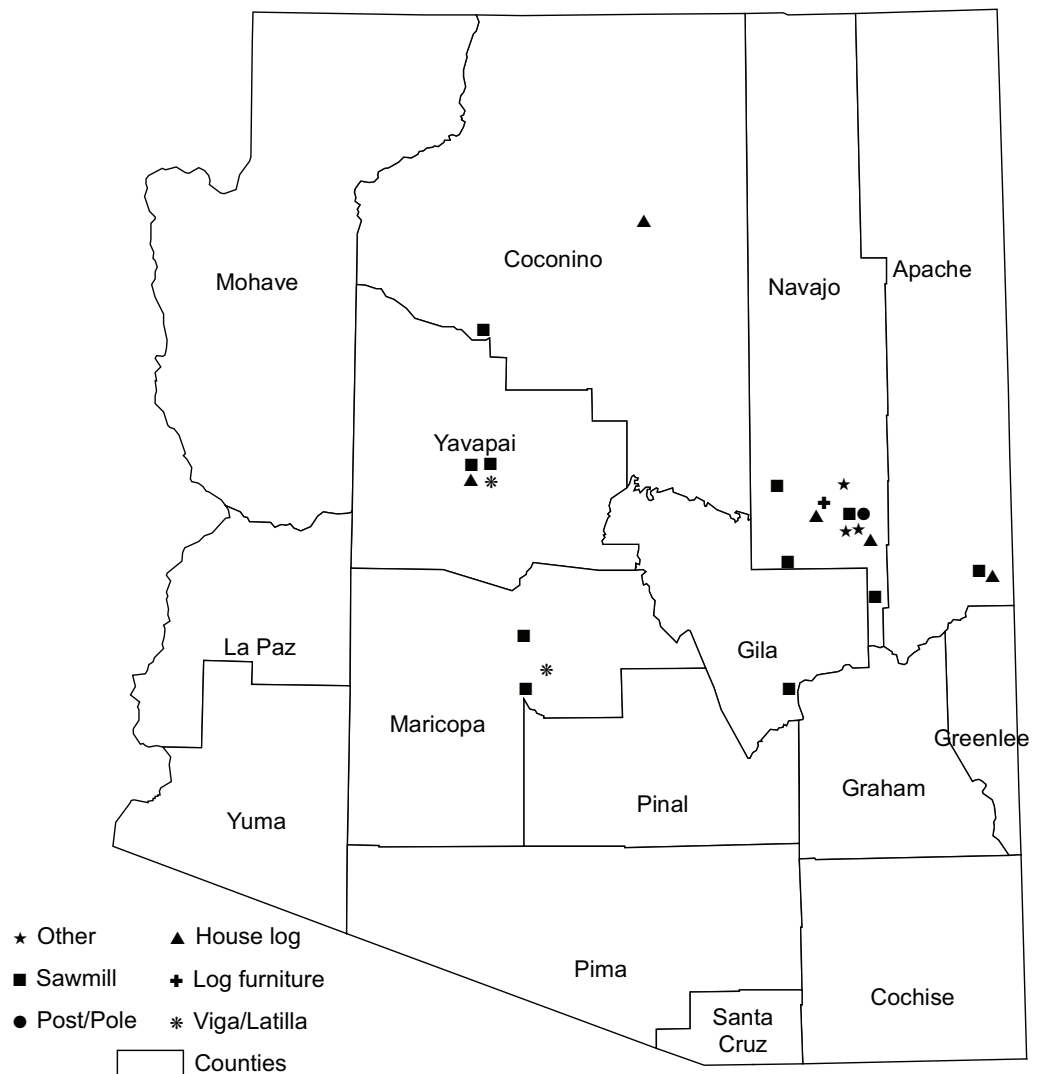 Coconino
Apache
Mohave
Navajo
Yavapai
La Paz
Gila
Maricopa
Greenlee
Graham
Pinal
Yuma
Other
House log
Sawmill
Log furniture
Post/Pole
Viga/Latilla
Counties
Pima
Cochise
Santa
Cruz